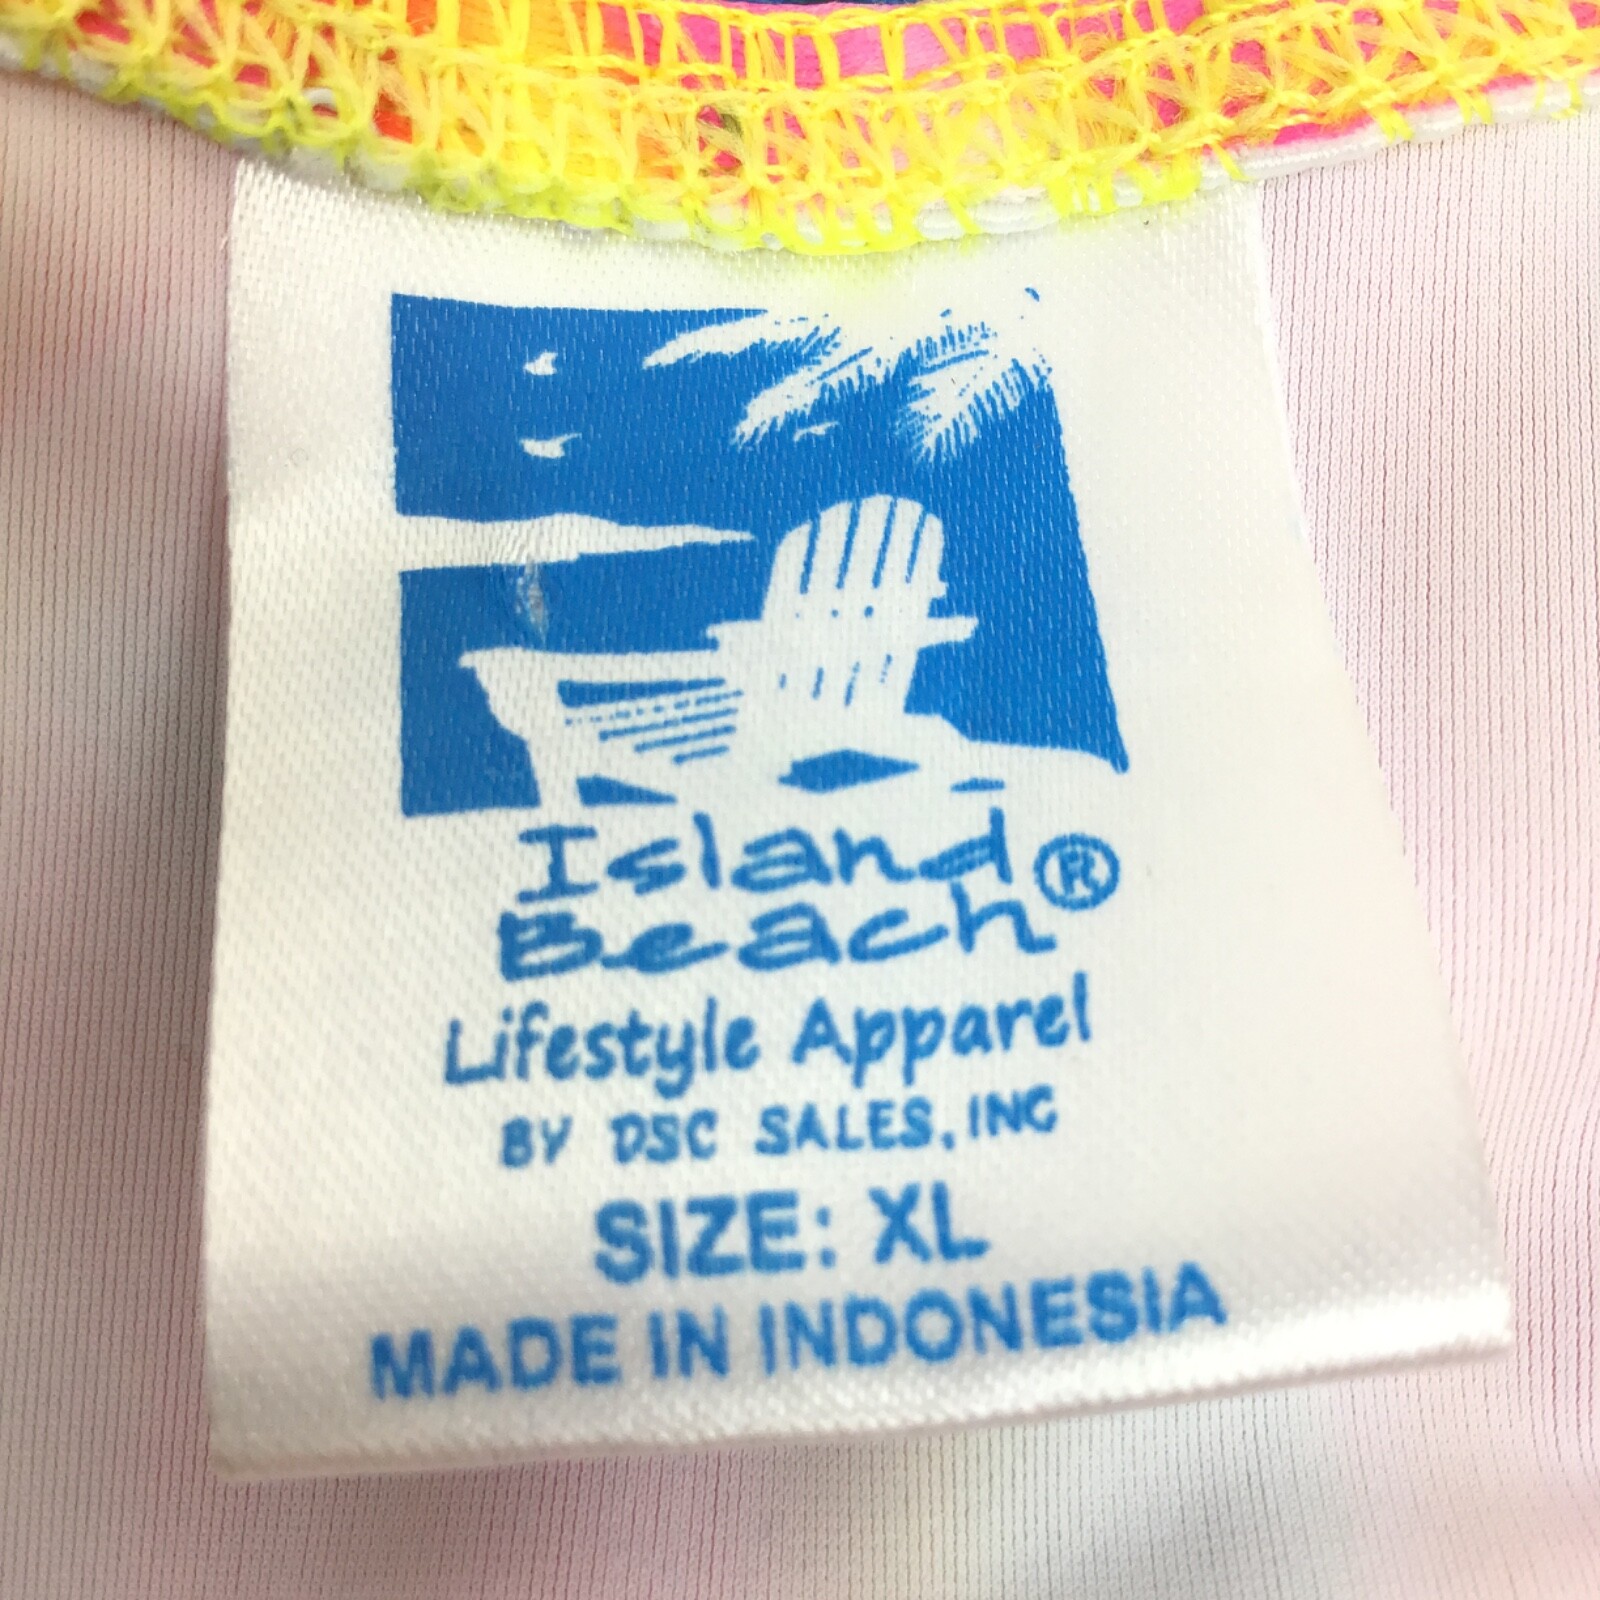 Island ®
Beach
Lifestyle Apparel
BY DSC SALES, INC
SIZE: XL
MADE IN INDONESIA